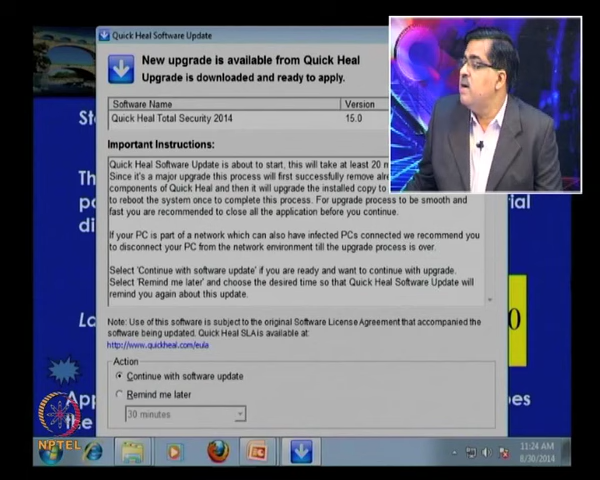 Quick Heal Software Update
New upgrade is available from Quick Heal
Upgrade is downloaded and ready to apply.
Software Name Version
Quick Heal Total Security 2014 15.0
Important Instructions:
Quick Heal Software Update is about to start, this will take at least 20
Since it's a major upgrade this process will first successfully remove
components of Quick Heal and then it will upgrade the installed copy to
to reboot the system once to complete this process. For upgrade process to be smooth and
fast you are recommended to close all the application before you continue.
If your PC is part of a network which can also have infected PCs connected we recommend you
to disconnect your PC from the network environment till the upgrade process is over.
Select 'Continue with software update' if you are ready and want to continue with upgrade.
Select 'Remind me later' and choose the desired time so that Quick Heal Software Update will
remind you again about this update.
Note: Use of this software is subject to the original Software License Agreement that accompanied the
software being updated. Quick Heal SLA is available at:
http://www.quickheal.com/eula
Action
Continue with software update
Remind me later
30 minutes
NPTEL
11:24 AM
8/30/2014